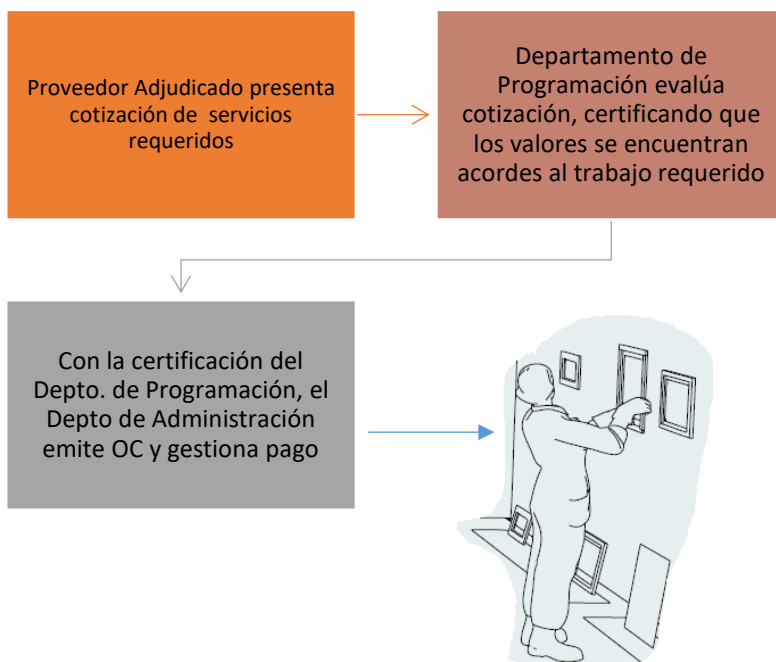 Proveedor Adjudicado presenta
cotización de servicios
requeridos
Departamento de
Programación evalúa
cotización, certificando que
los valores se encuentran
acordes al trabajo requerido
Con la certificación del
Depto. de Programación, el
Depto de Administración
emite OC y gestiona pago